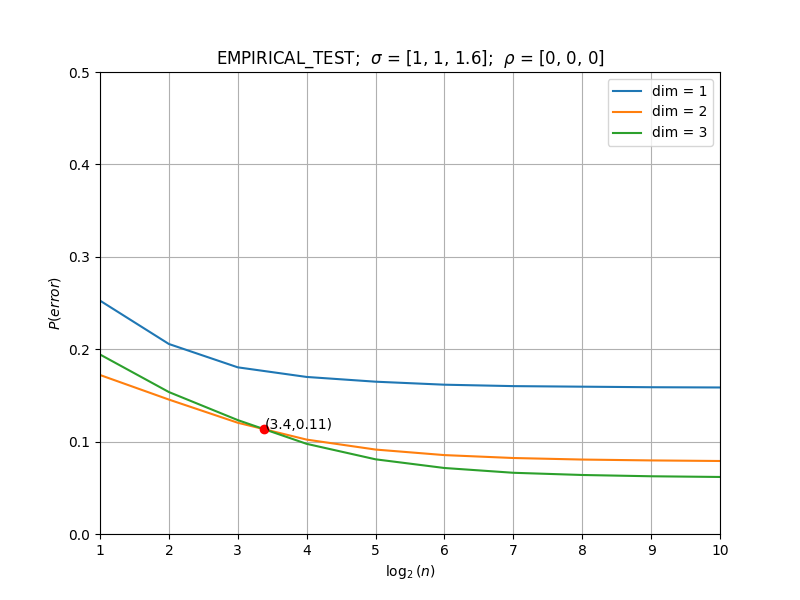 EMPIRICAL_TEST;  σ = [1, 1, 1.6];  ρ = [0, 0, 0]
0.5
0.4
0.3
0.2
0.1
0.0
P(error)
dim = 1
dim = 2
dim = 3
(3.4,0.11)
1 2 3 4 5 6 7 8 9 10
log₂(n)